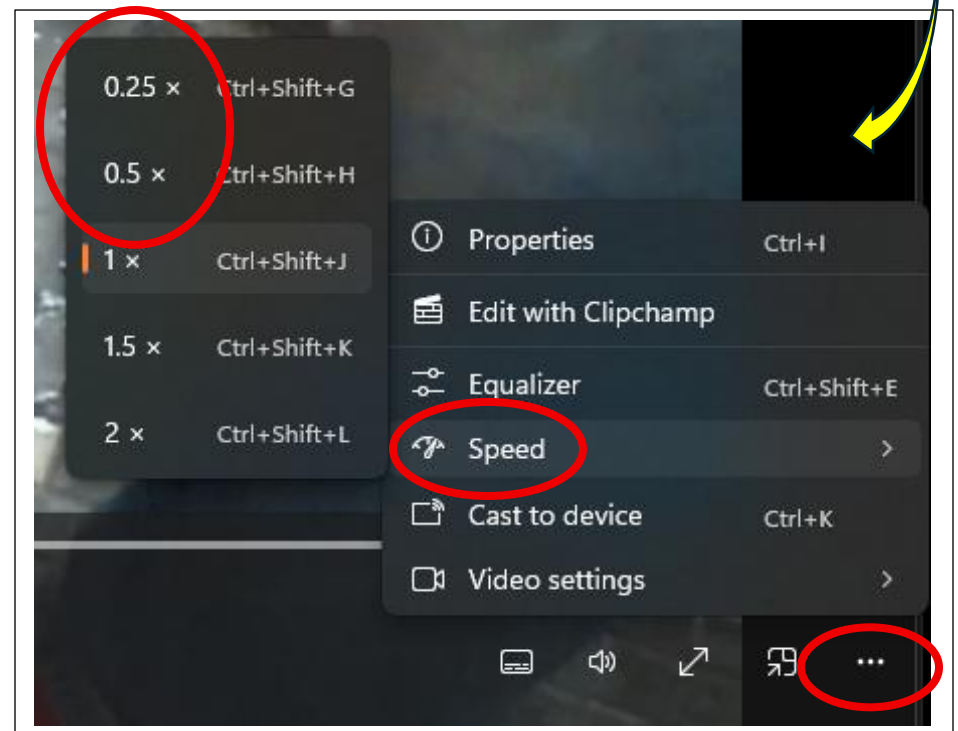 0.25 × Ctrl+Shift+G
0.5 × Ctrl+Shift+H
1 × Ctrl+Shift+J
1.5 × Ctrl+Shift+K
2 × Ctrl+Shift+L
Properties Ctrl+I
Edit with Clipchamp
Equalizer Ctrl+Shift+E
Speed
Cast to device Ctrl+K
Video settings